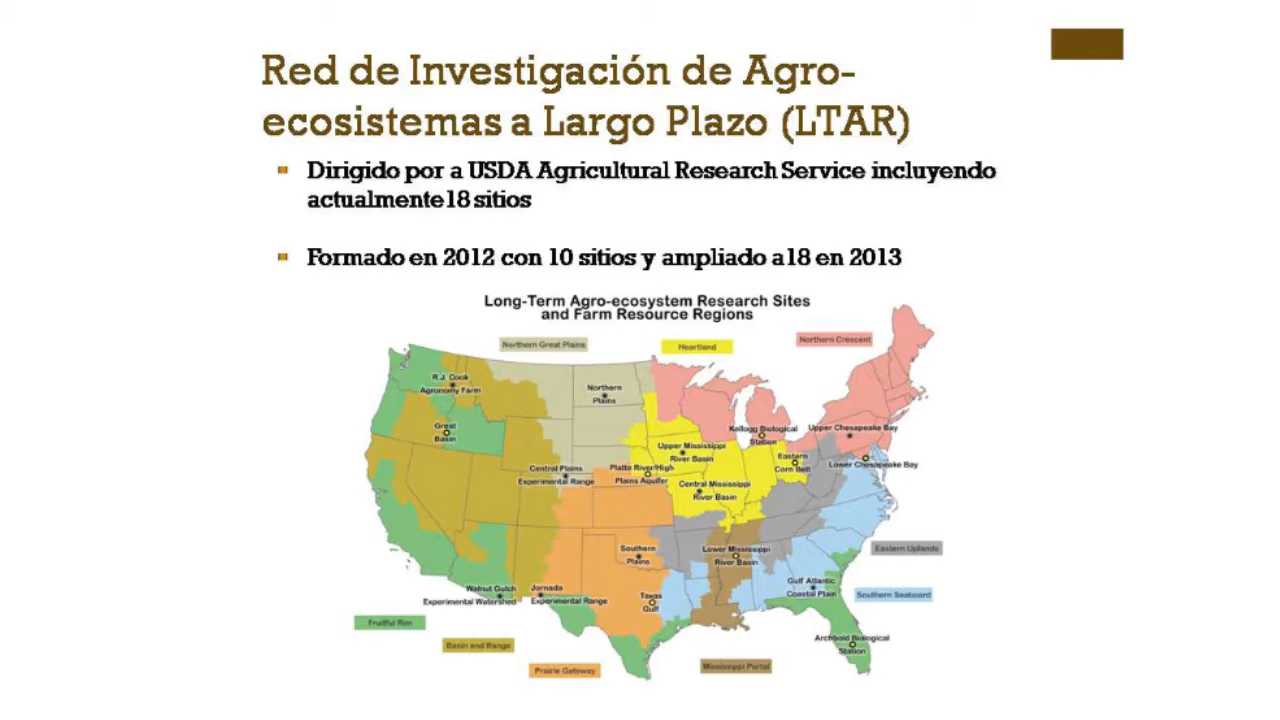 Red de Investigación de Agro-
ecosistemas a Largo Plazo (LTAR)
Dirigido por a USDA Agricultural Research Service incluyendo
actualmente18 sitios
Formado en 2012 con 10 sitios y ampliado a18 en 2013
Long-Term Agro-ecosystem Research Sites
and Farm Resource Regions
Northern Great Plains
Heartland
Northern Crescent
R.J. Cook
Agronomy Farm
Northern
Plains
Great
Basin
Kellogg Biological
Station
Upper Chesapeake Bay
Upper Mississippi
River Basin
Eastern
Corn Belt
Lower Chesapeake Bay
Central Plains
Experimental Range
Platte River/High
Plains Aquifer
Central Mississippi
River Basin
Southern
Plains
Lower Mississippi
River Basin
Eastern Uplands
Walnut Gulch
Experimental Watershed
Jornada
Experimental Range
Texas
Gulf
Gulf Atlantic
Coastal Plain
Southern Seaboard
Fruitful Rim
Archbold Biological
Station
Basin and Range
Prairie Gateway
Mississippi Portal